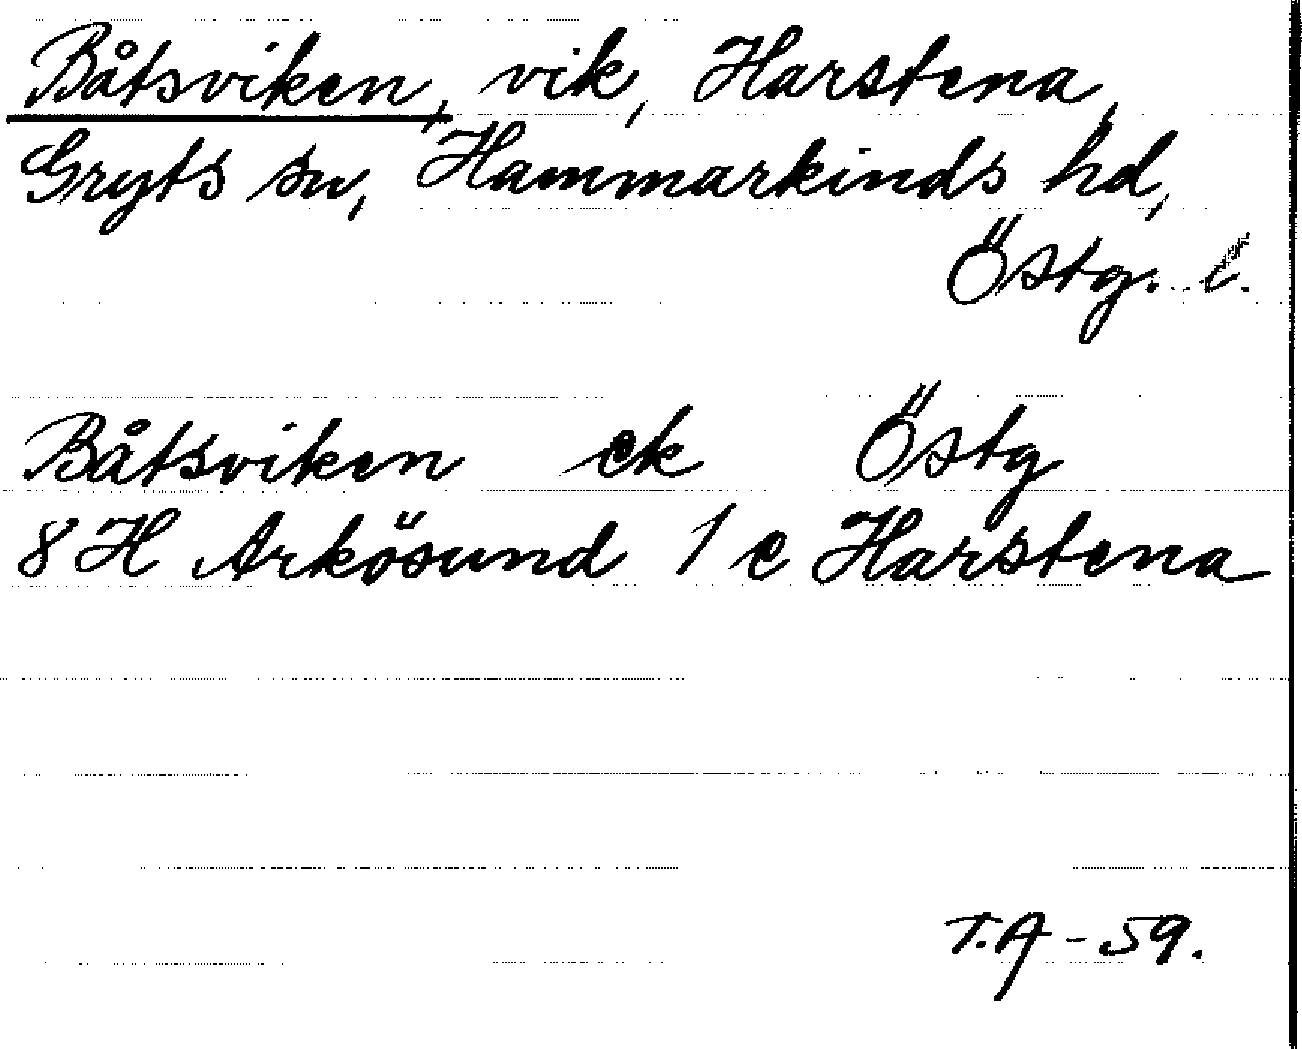 Båtsviken, vik, Harstena,
Gryts sn, Hammarkinds hd,
Östg. l.
Båtsviken ek Östg
8 H Arkösund 1 c Harstena
T.A - 59.